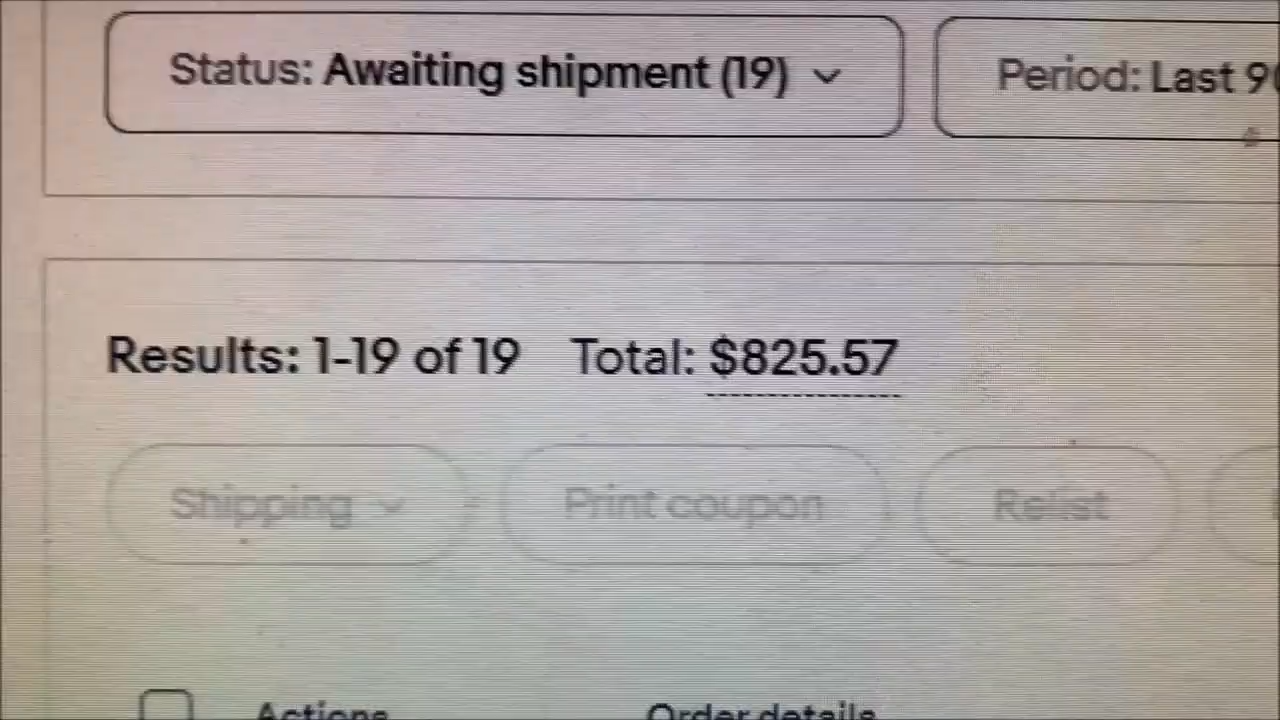 Status: Awaiting shipment (19)
Period: Last 9
Results: 1-19 of 19 Total: $825.57
Shipping
Print coupon
Relist
Actions
Order details